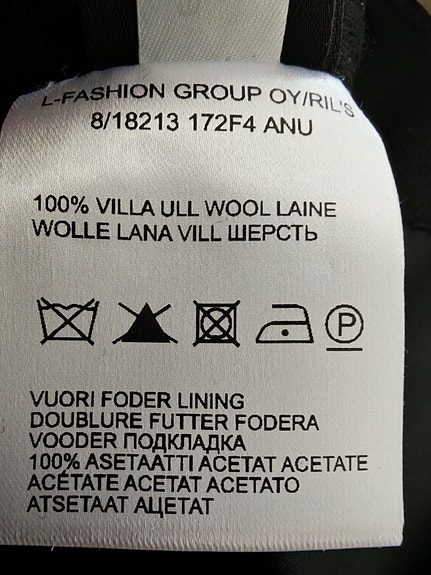 L-FASHION GROUP OY/RIL'S
8/18213 172F4 ANU
100% VILLA ULL WOOL LAINE
WOLLE LANA VILL ШЕРСТЬ
P
VUORI FODER LINING
DOUBLURE FUTTER FODERA
VOODER ПОДКЛАДКА
100% ASETAATTI ACETAT ACETATE
ACÉTATE ACETAT ACETATO
ATSETAAT АЦЕТАТ